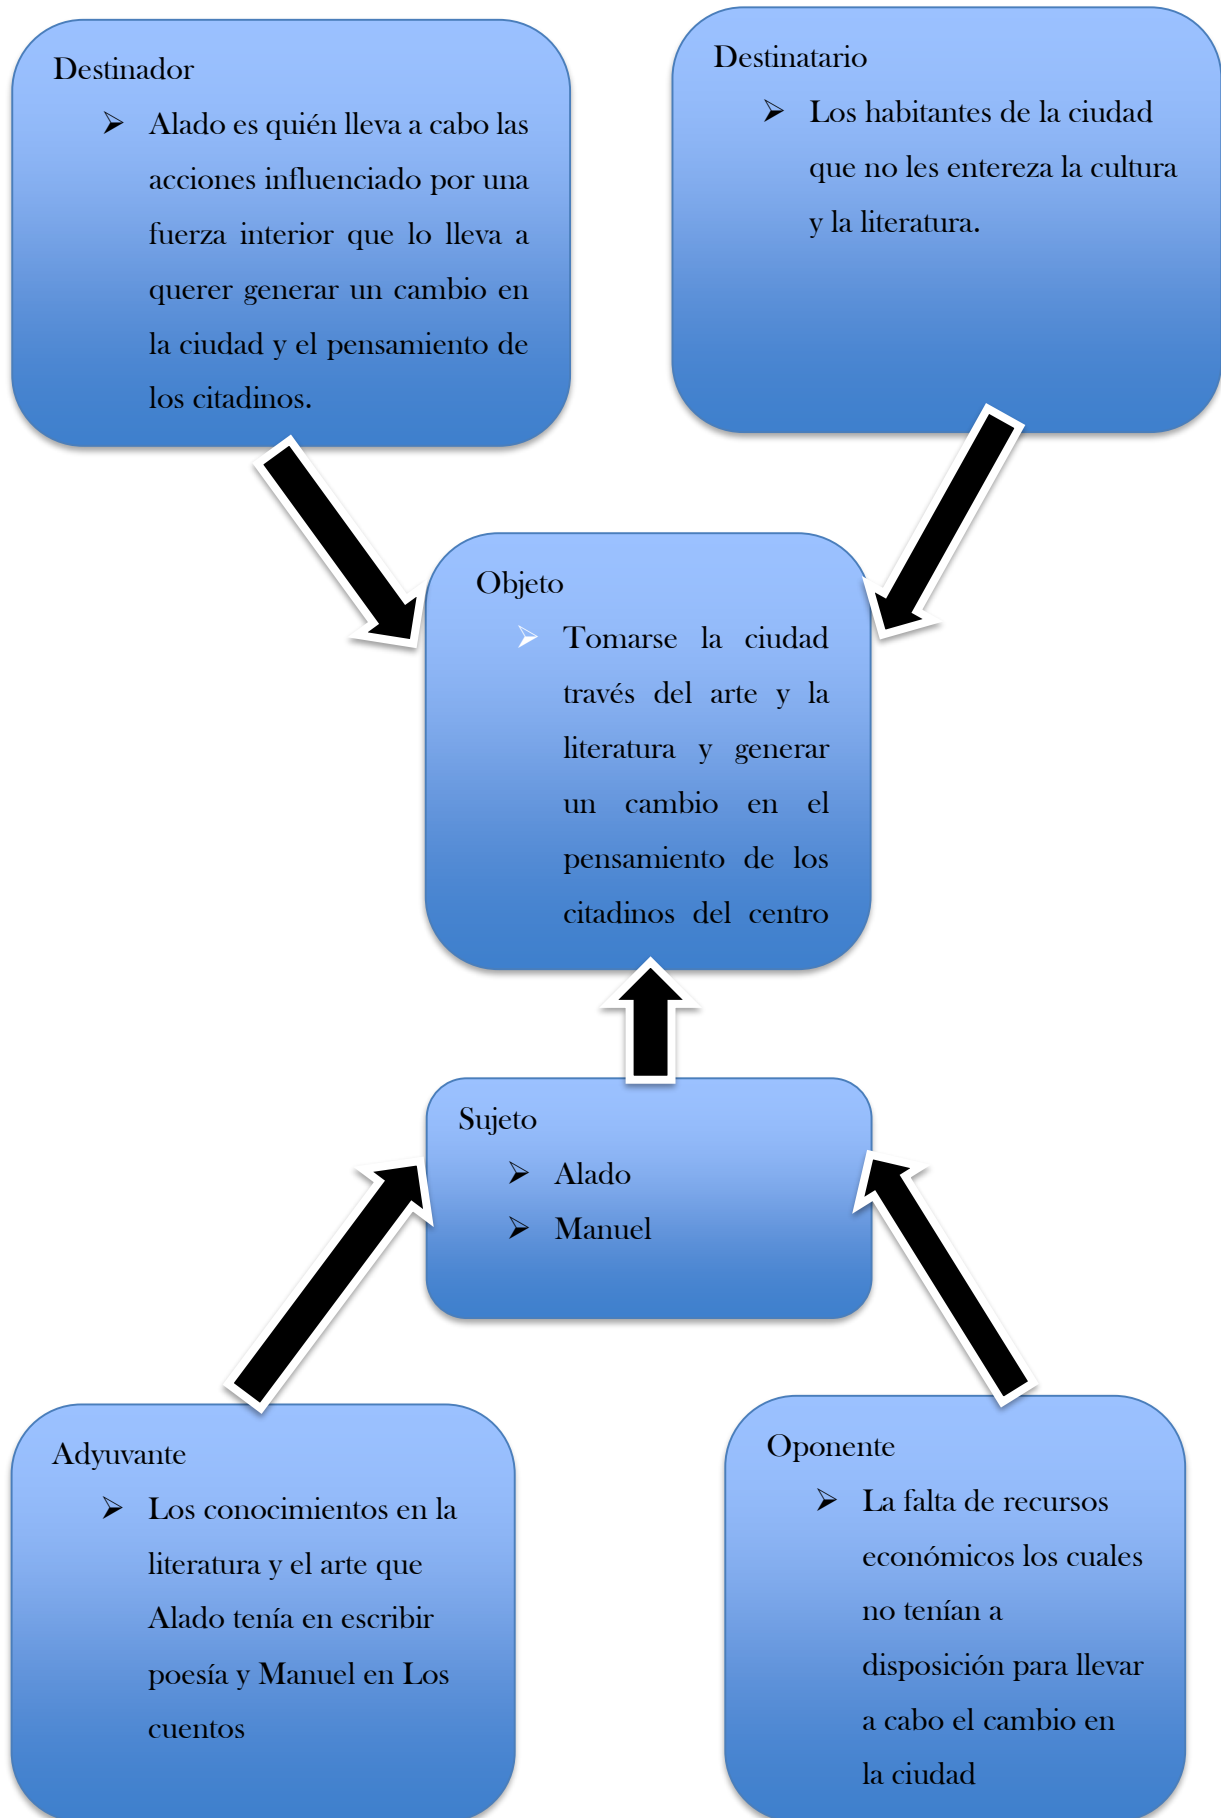 Destinador
➢ Alado es quién lleva a cabo las
acciones influenciado por una
fuerza interior que lo lleva a
querer generar un cambio en
la ciudad y el pensamiento de
los citadinos.
Destinatario
➢ Los habitantes de la ciudad
que no les entereza la cultura
y la literatura.
Objeto
➢ Tomarse la ciudad
través del arte y la
literatura y generar
un cambio en el
pensamiento de los
citadinos del centro
Sujeto
➢ Alado
➢ Manuel
Adyuvante
➢ Los conocimientos en la
literatura y el arte que
Alado tenía en escribir
poesía y Manuel en Los
cuentos
Oponente
➢ La falta de recursos
económicos los cuales
no tenían a
disposición para llevar
a cabo el cambio en
la ciudad